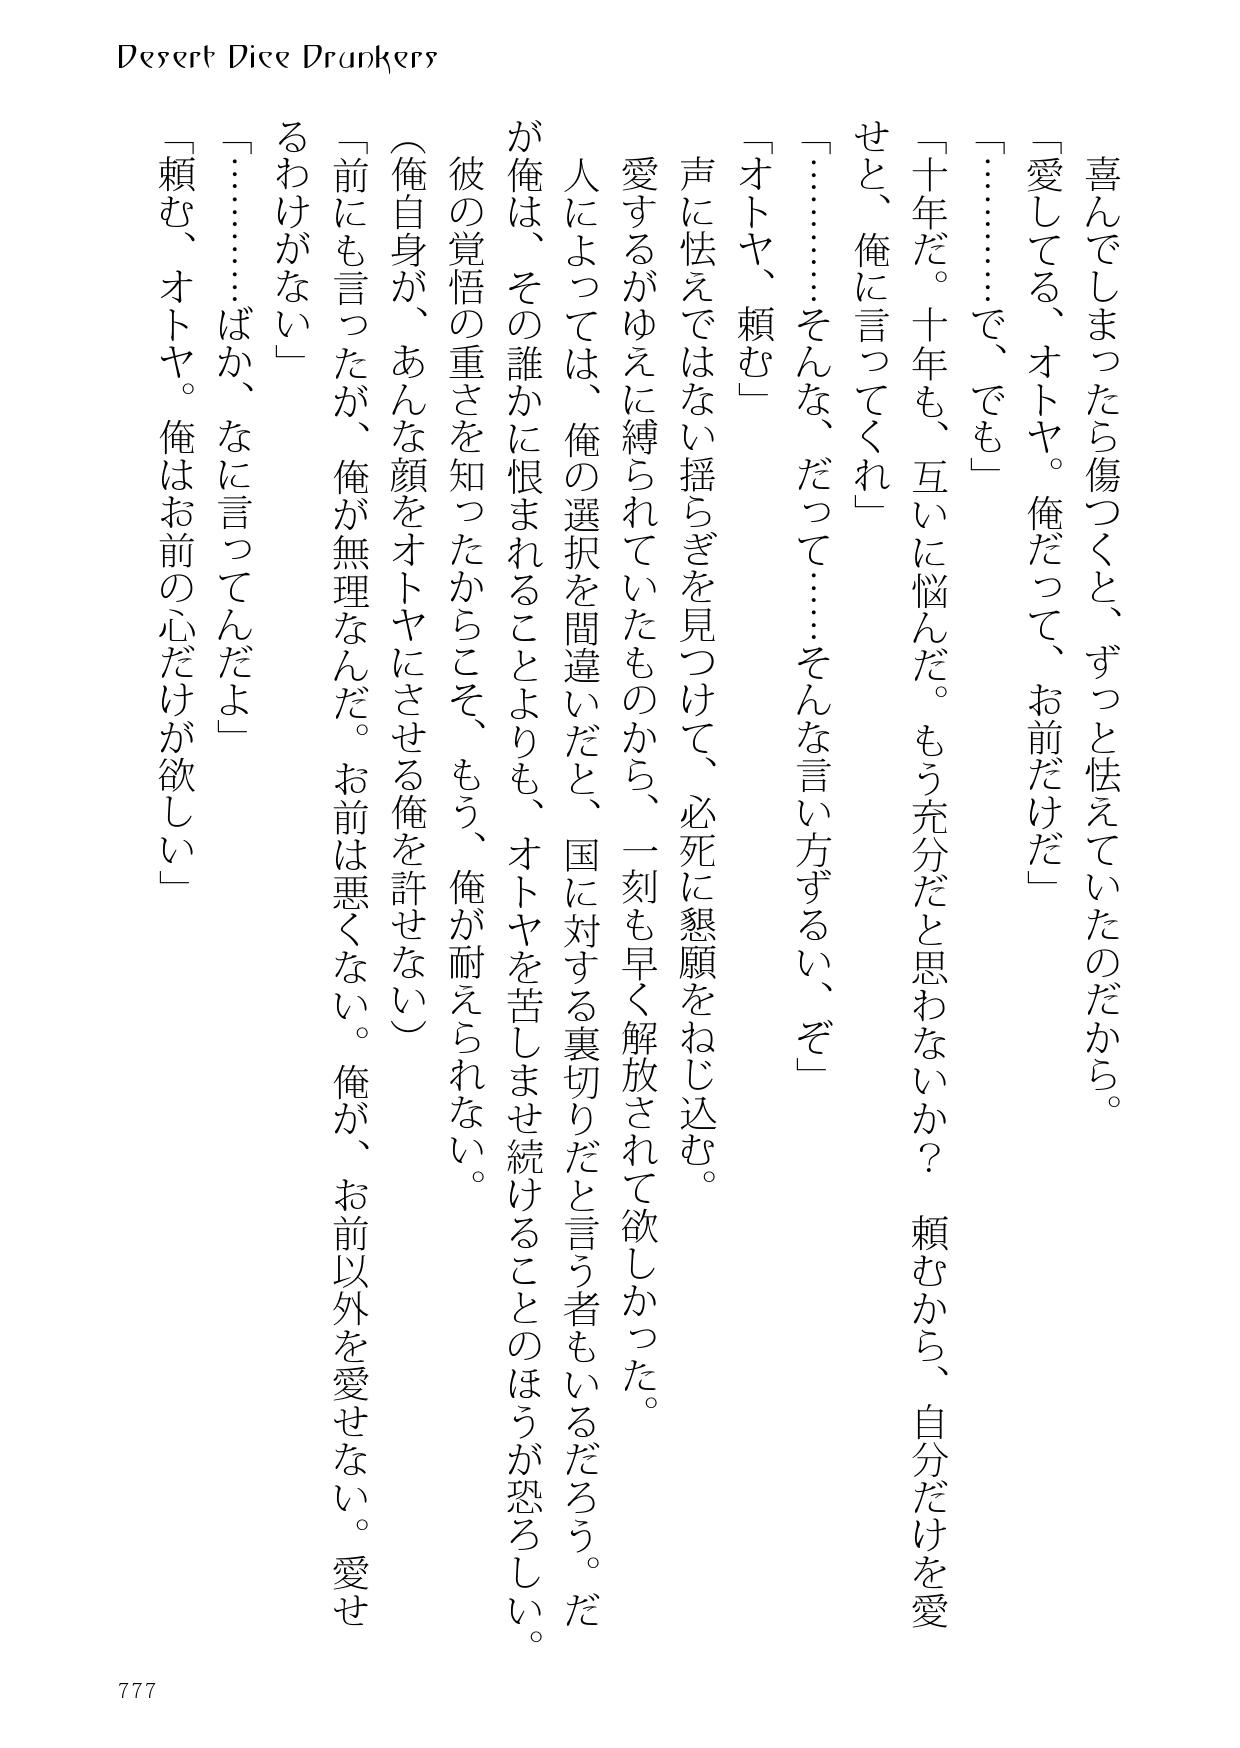 Desert Dice Drunkers
喜んでしまったら傷つくと、ずっと怯えていたのだから。
「愛してる、オトヤ。俺だって、お前だけだ」
「…………で、でも」
「十年だ。十年も、互いに悩んだ。もう充分だと思わないか？　頼むから、自分だけを愛
せと、俺に言ってくれ」
「…………そんな、だって……そんな言い方ずるい、ぞ」
「オトヤ、頼む」
声に怯えではない揺らぎを見つけて、必死に懇願をねじ込む。
愛するがゆえに縛られていたものから、一刻も早く解放されて欲しかった。
人によっては、俺の選択を間違いだと、国に対する裏切りだと言う者もいるだろう。だ
が俺は、その誰かに恨まれることよりも、オトヤを苦しませ続けることのほうが恐ろしい。
彼の覚悟の重さを知ったからこそ、もう、俺が耐えられない。
（俺自身が、あんな顔をオトヤにさせる俺を許せない）
「前にも言ったが、俺が無理なんだ。お前は悪くない。俺が、お前以外を愛せない。愛せ
るわけがない」
「…………ばか、なに言ってんだよ」
「頼む、オトヤ。俺はお前の心だけが欲しい」
777